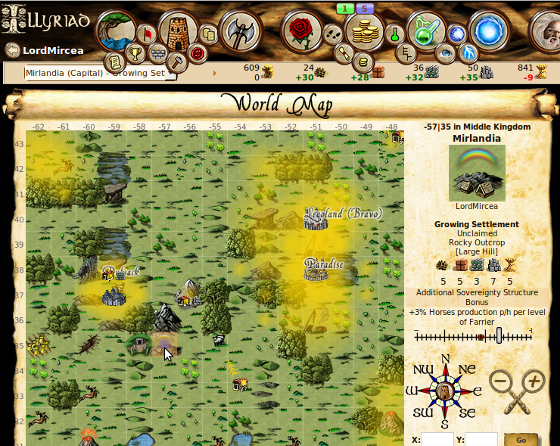 ILLYRIAD
1 5
LordMircea
Mirlandia (Capital) - Growing Set
609 24 36 50 841
0 +30 +28 +32 +35 -9
World Map
-62 -61 -60 -59 -58 -57 -56 -55 -54 -53 -52 -51 -50 -49 -48
43
42
41
40
39
38
37
36
35
33
32
Legoland (Bravo)
Paradise
-57|35 in Middle Kingdom
Mirlandia
LordMircea
Growing Settlement
Unclaimed
Rocky Outcrop
[Large Hill]
5 5 3 7 5
Additional Sovereignty Structure
Bonus
+3% Horses production p/h per level
of Farrier
N
NW NE
W E
SW SE
S
X: Y: Go